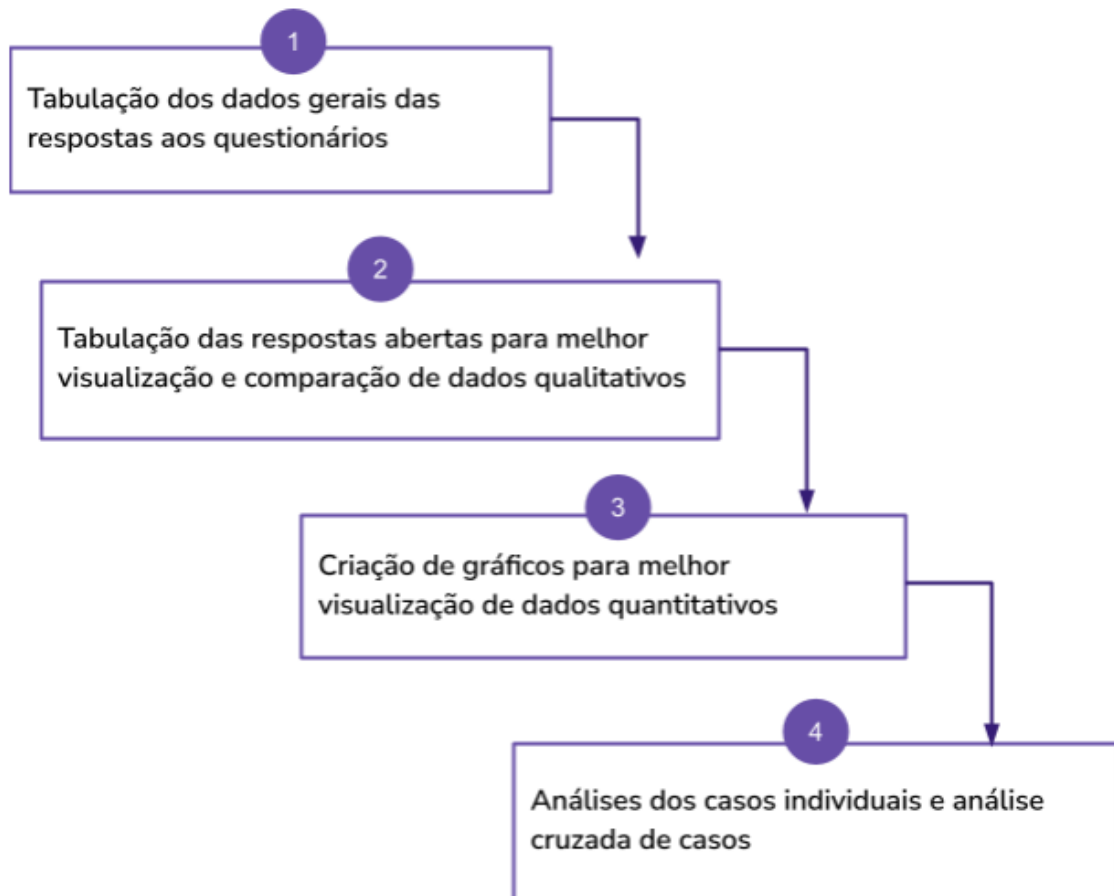 1
Tabulação dos dados gerais das
respostas aos questionários
2
Tabulação das respostas abertas para melhor
visualização e comparação de dados qualitativos
3
Criação de gráficos para melhor
visualização de dados quantitativos
4
Análises dos casos individuais e análise
cruzada de casos